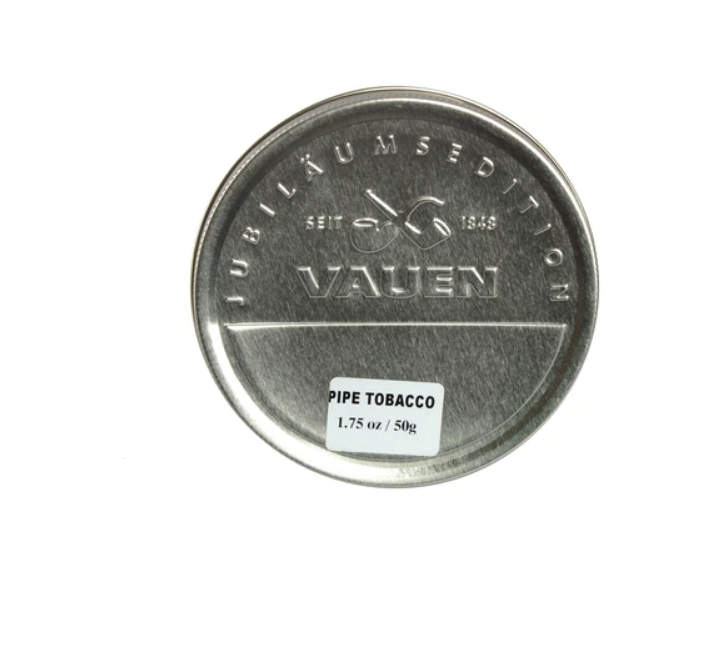 JUBILÄUMSEDITION
SEIT 1848
VAUEN
PIPE TOBACCO
1.75 oz / 50g